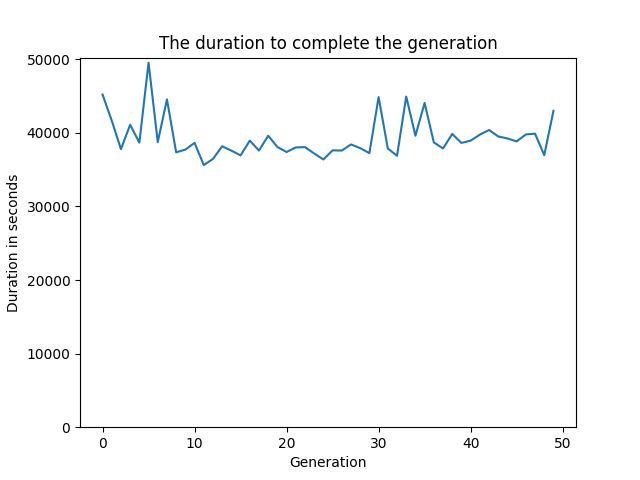 The duration to complete the generation
50000
40000
30000
20000
10000
0
Duration in seconds
0 10 20 30 40 50
Generation